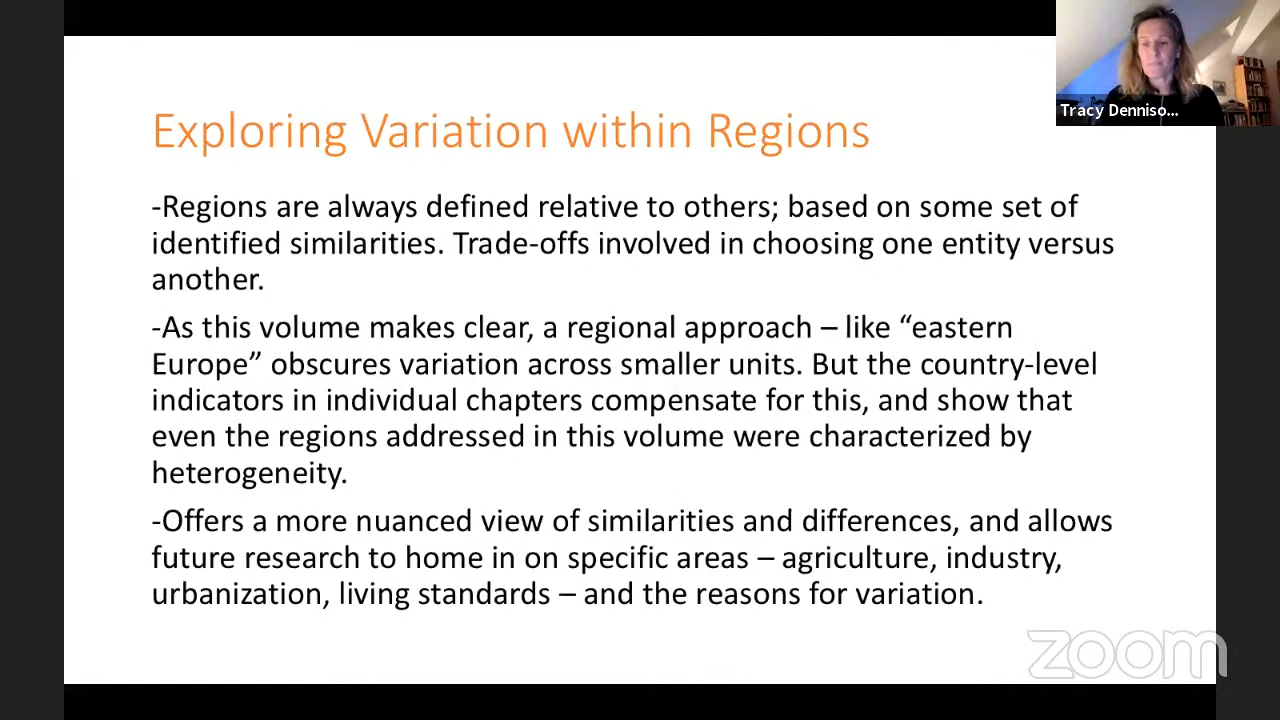 Tracy Denniso...
Exploring Variation within Regions
-Regions are always defined relative to others; based on some set of
identified similarities. Trade-offs involved in choosing one entity versus
another.
-As this volume makes clear, a regional approach – like “eastern
Europe” obscures variation across smaller units. But the country-level
indicators in individual chapters compensate for this, and show that
even the regions addressed in this volume were characterized by
heterogeneity.
-Offers a more nuanced view of similarities and differences, and allows
future research to home in on specific areas – agriculture, industry,
urbanization, living standards – and the reasons for variation.
zoom